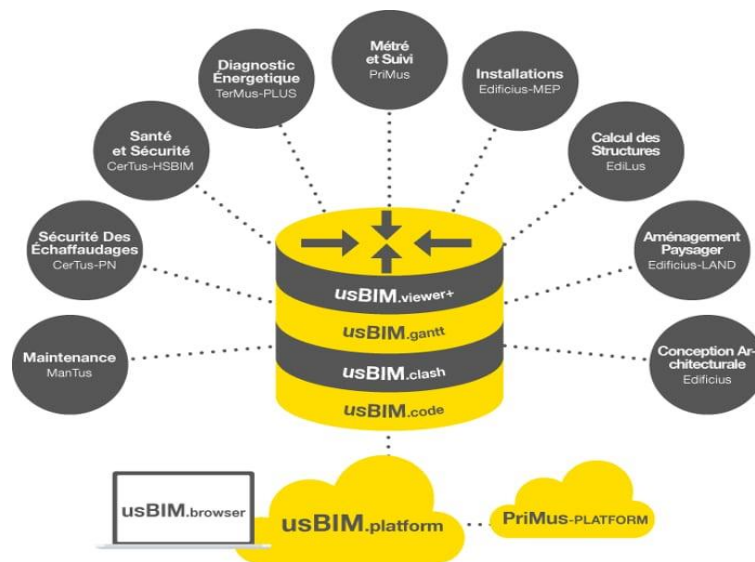 Métré
et Suivi
PriMus
Diagnostic
Énergetique
TerMus-PLUS
Installations
Edificius-MEP
Santé
et Sécurité
CerTus-HSBIM
Calcul des
Structures
EdiLus
Sécurité Des
Échaffaudages
CerTus-PN
Aménagement
Paysager
Edificius-LAND
Maintenance
ManTus
Conception Ar-
chitecturale
Edificius
usBIM.viewer+
usBIM.gantt
usBIM.clash
usBIM.code
usBIM.browser
usBIM.platform
PriMus-PLATFORM